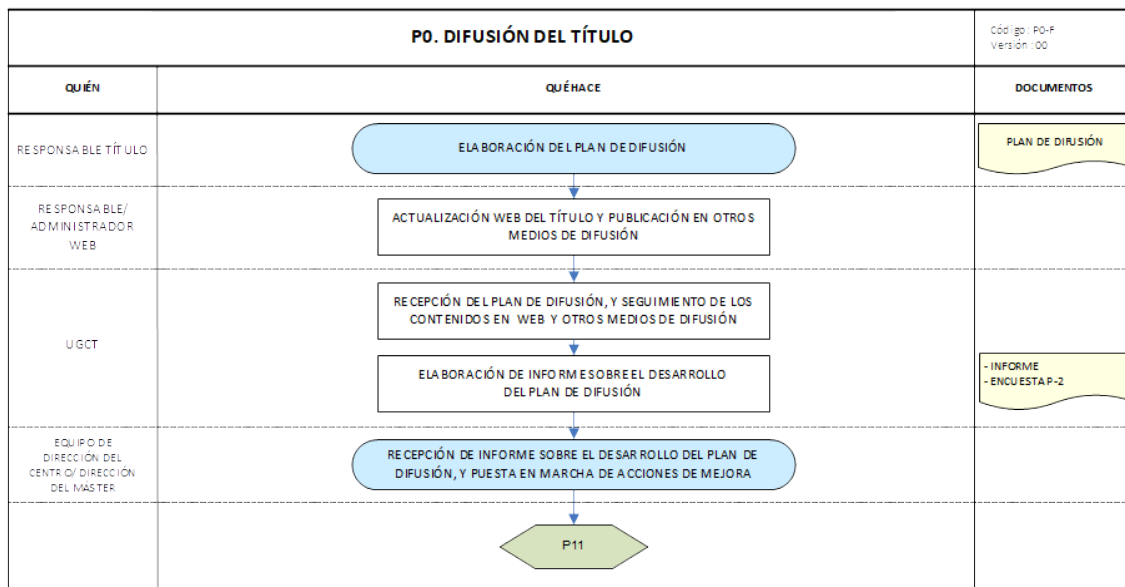 P0. DIFUSIÓN DEL TÍTULO
Código: P0-F
Versión: 00
QUIÉN
QUÉ HACE
DOCUMENTOS
RESPONSABLE TÍTULO
ELABORACIÓN DEL PLAN DE DIFUSIÓN
PLAN DE DIFUSIÓN
RESPONSABLE/
ADMINISTRADOR
WEB
ACTUALIZACIÓN WEB DEL TÍTULO Y PUBLICACIÓN EN OTROS
MEDIOS DE DIFUSIÓN
UGCT
RECEPCIÓN DEL PLAN DE DIFUSIÓN, Y SEGUIMIENTO DE LOS
CONTENIDOS EN WEB Y OTROS MEDIOS DE DIFUSIÓN
ELABORACIÓN DE INFORME SOBRE EL DESARROLLO
DEL PLAN DE DIFUSIÓN
- INFORME
- ENCUESTA P-2
EQUIPO DE
DIRECCIÓN DEL
CENTRO/ DIRECCIÓN
DEL MÁSTER
RECEPCIÓN DE INFORME SOBRE EL DESARROLLO DEL PLAN DE
DIFUSIÓN, Y PUESTA EN MARCHA DE ACCIONES DE MEJORA
P11